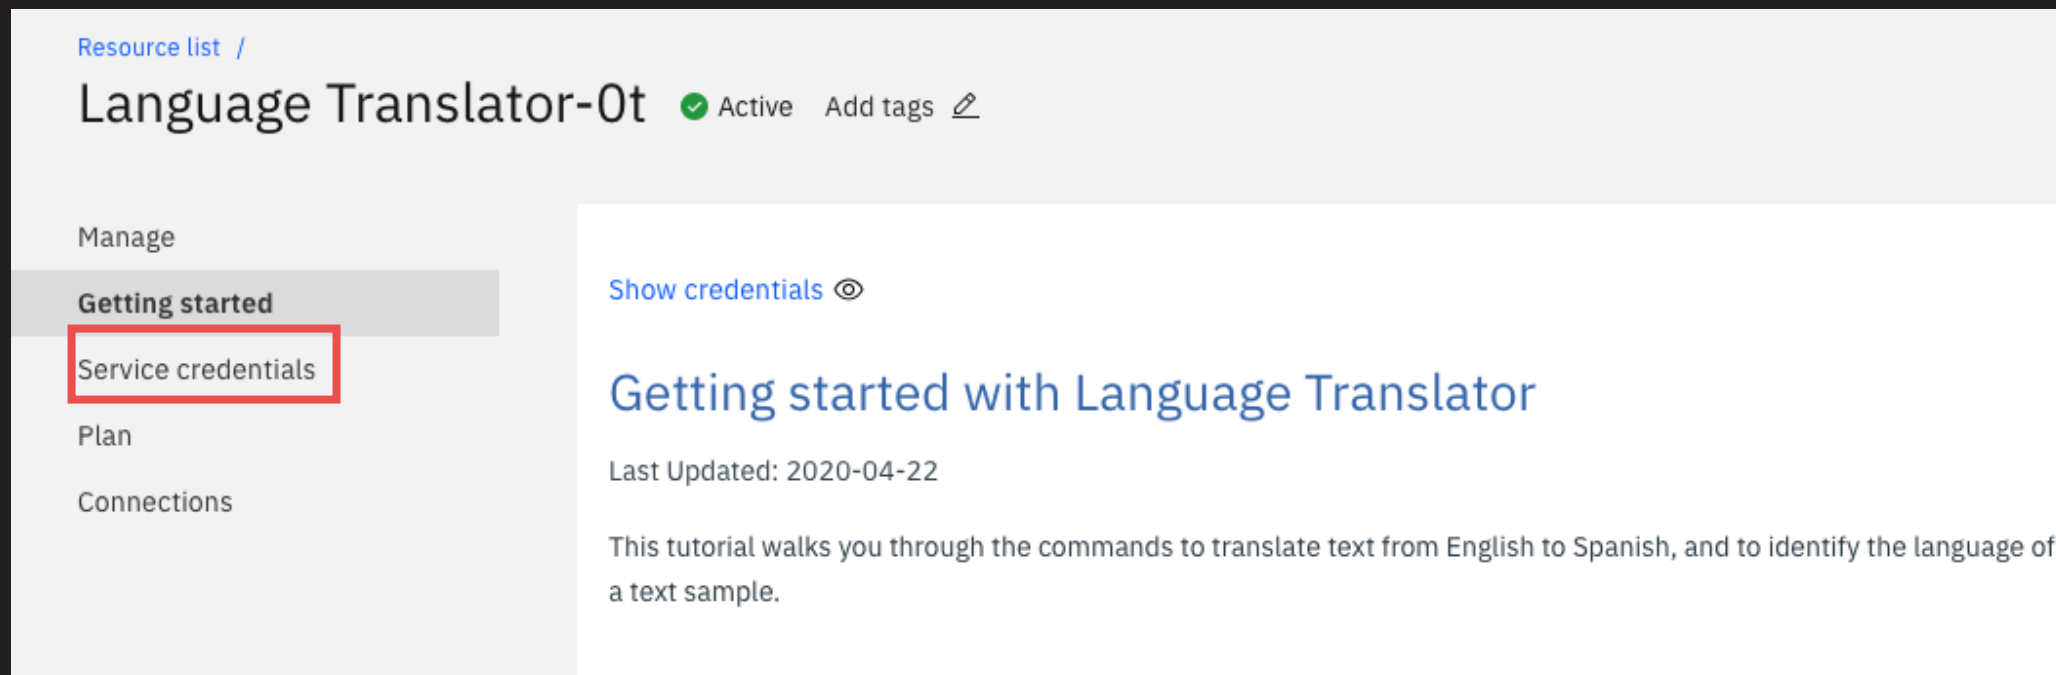 Resource list /
Language Translator-0t Active Add tags
Manage
Getting started
Service credentials
Plan
Connections
Show credentials
Getting started with Language Translator
Last Updated: 2020-04-22
This tutorial walks you through the commands to translate text from English to Spanish, and to identify the language of
a text sample.